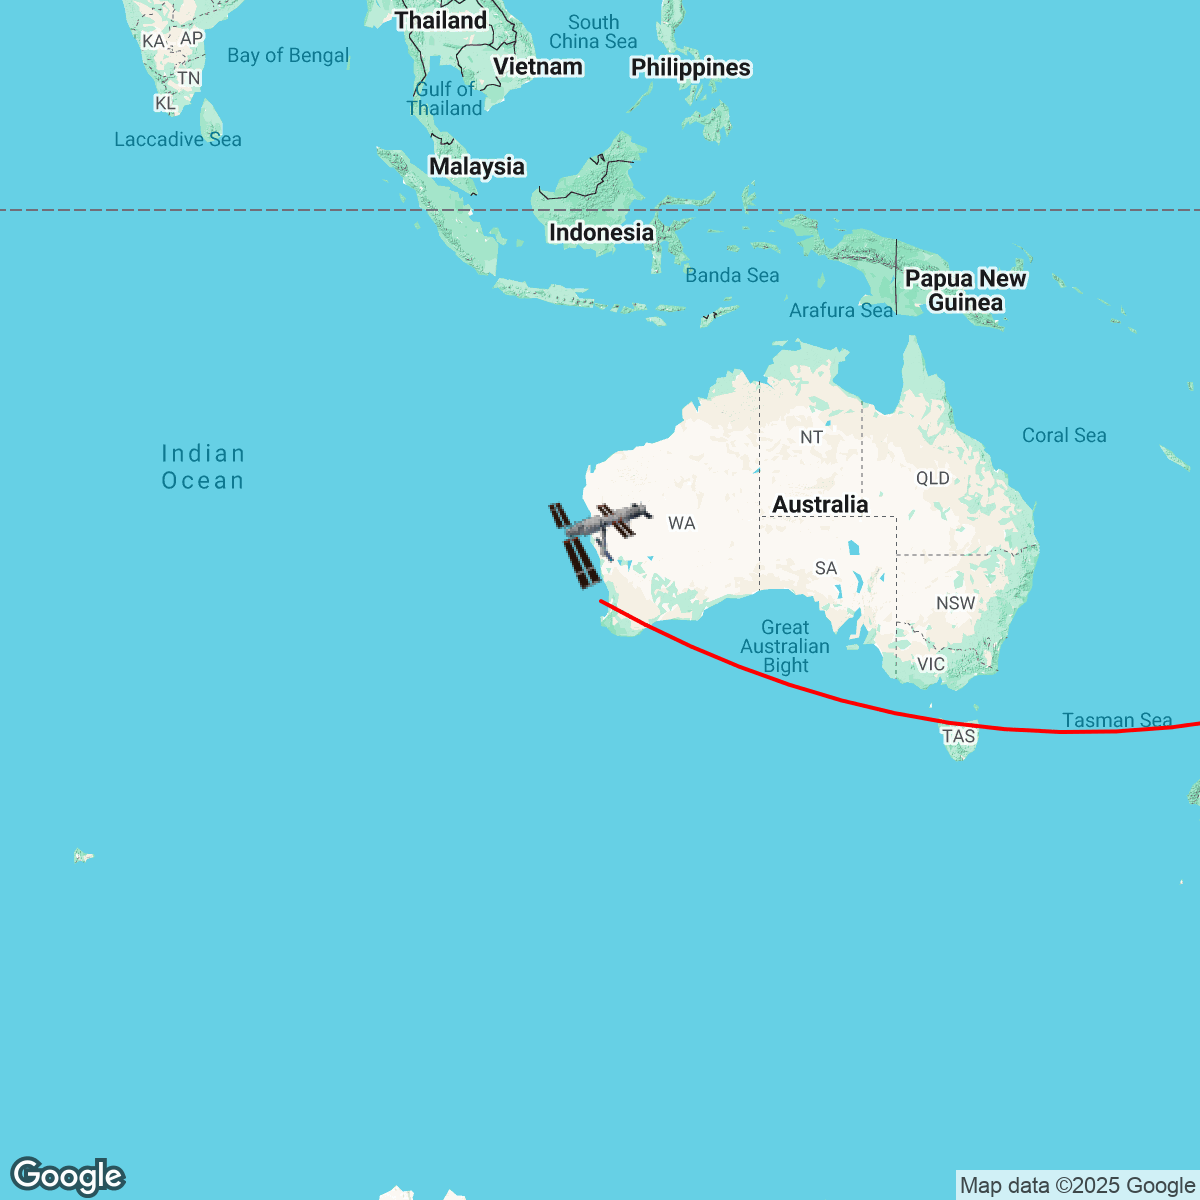 Thailand
South
China Sea
KA
AP
Bay of Bengal
Vietnam
Philippines
TN
Gulf of
Thailand
KL
Laccadive Sea
Malaysia
Indonesia
Banda Sea
Papua New
Guinea
Arafura Sea
NT
Coral Sea
Indian
Ocean
QLD
Australia
WA
SA
NSW
Great
Australian
Bight
VIC
Tasman Sea
TAS
Google
Map data ©2025 Google